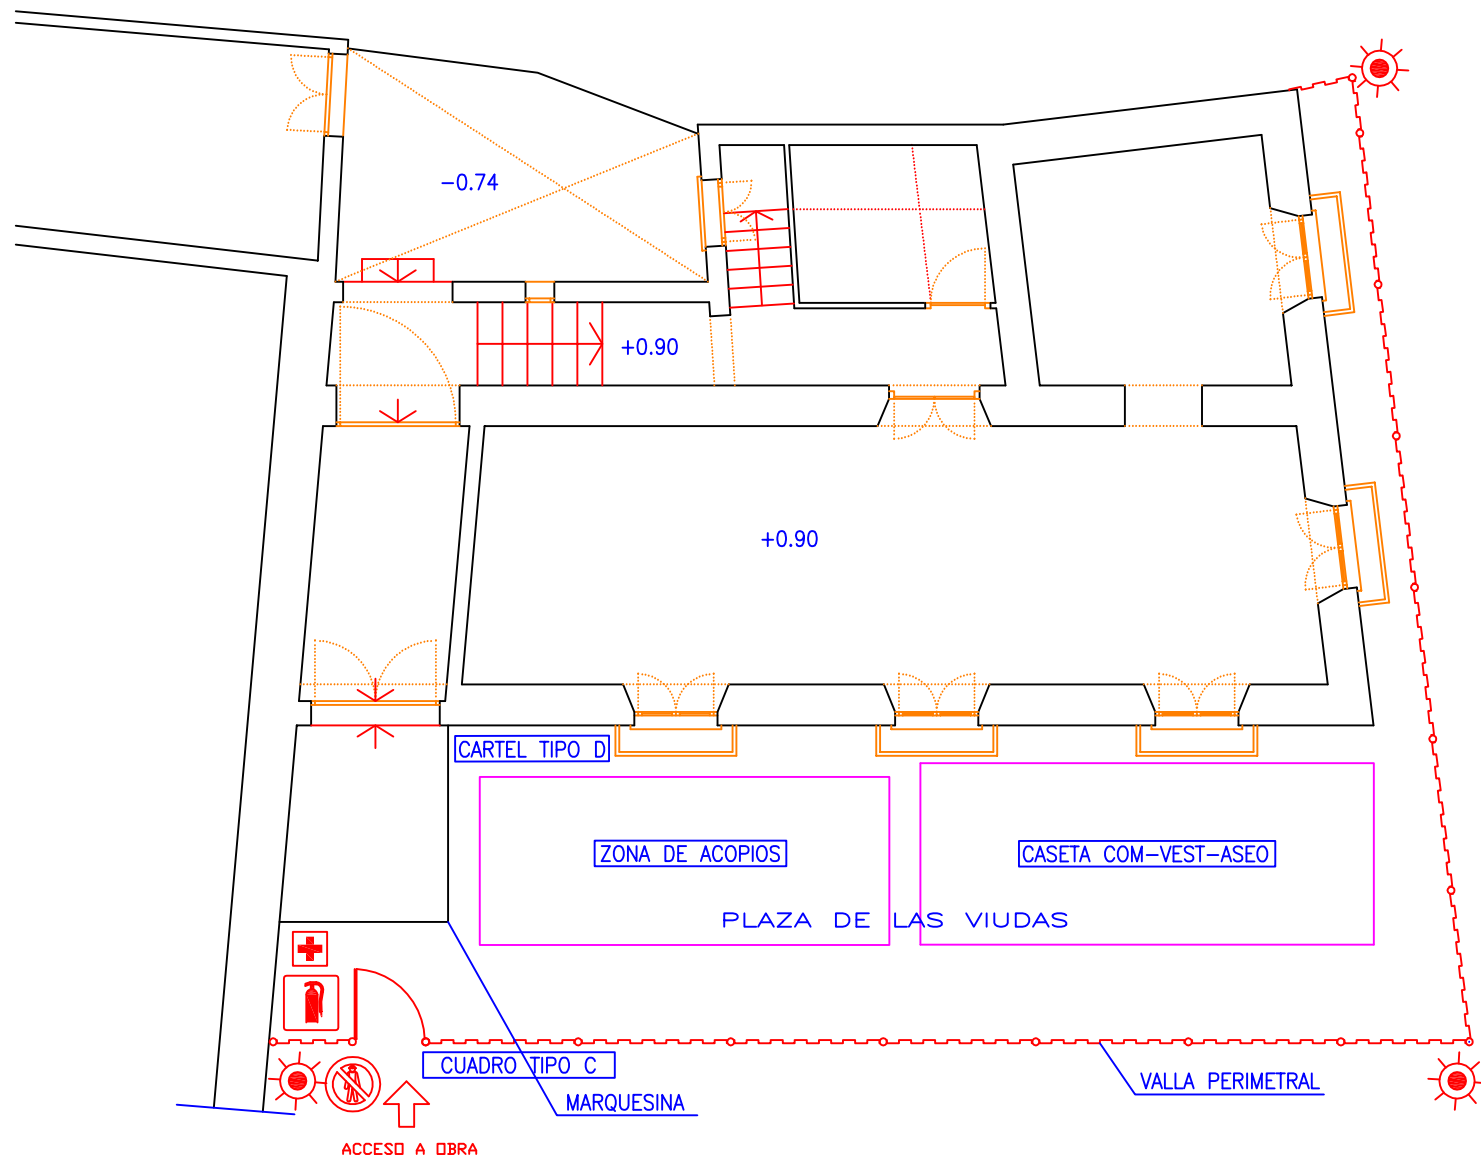 -0.74
+0.90
+0.90
CARTEL TIPO D
ZONA DE ACOPIOS
CASETA COM-VEST-ASEO
PLAZA DE LAS VIUDAS
CUADRO TIPO C
VALLA PERIMETRAL
MARQUESINA
ACCESO A OBRA